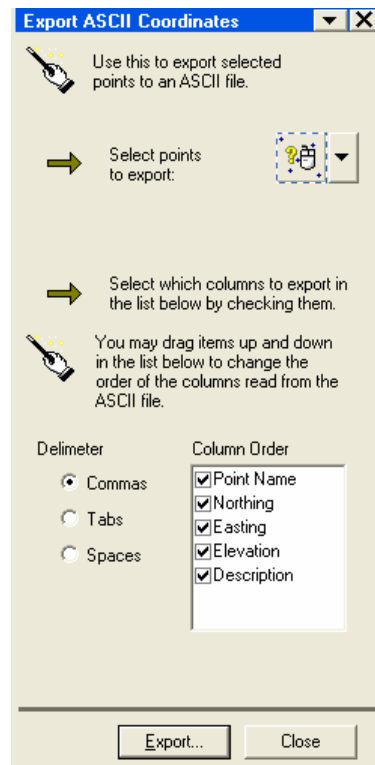 Export ASCII Coordinates
Use this to export selected
points to an ASCII file.
Select points
to export:
Select which columns to export in
the list below by checking them.
You may drag items up and down
in the list below to change the
order of the columns read from the
ASCII file.
Delimeter
Commas
Tabs
Spaces
Column Order
Point Name
Northing
Easting
Elevation
Description
Export...
Close